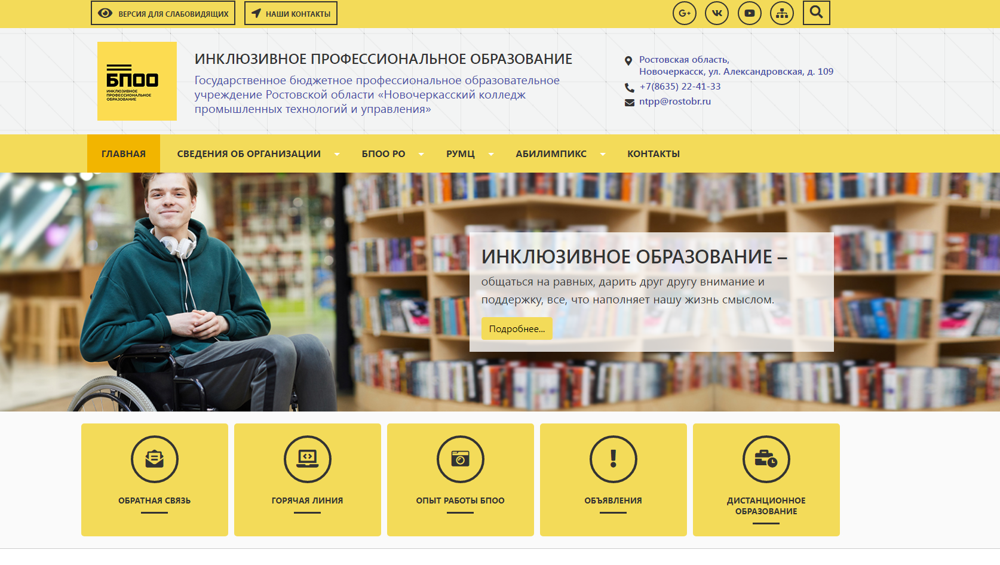 ВЕРСИЯ ДЛЯ СЛАБОВИДЯЩИХ
НАШИ КОНТАКТЫ
G+
БПОО
ИНКЛЮЗИВНОЕ
ПРОФЕССИОНАЛЬНОЕ
ОБРАЗОВАНИЕ
ИНКЛЮЗИВНОЕ ПРОФЕССИОНАЛЬНОЕ ОБРАЗОВАНИЕ
Государственное бюджетное профессиональное образовательное
учреждение Ростовской области «Новочеркасский колледж
промышленных технологий и управления»
Ростовская область,
Новочеркасск, ул. Александровская, д. 109
+7(8635) 22-41-33
ntpp@rostobr.ru
ГЛАВНАЯ
СВЕДЕНИЯ ОБ ОРГАНИЗАЦИИ
БПОО РО
РУМЦ
АБИЛИМПИКС
КОНТАКТЫ
ИНКЛЮЗИВНОЕ ОБРАЗОВАНИЕ –
общаться на равных, дарить друг другу внимание и
поддержку, все, что наполняет нашу жизнь смыслом.
Подробнее...
ОБРАТНАЯ СВЯЗЬ
ГОРЯЧАЯ ЛИНИЯ
ОПЫТ РАБОТЫ БПОО
ОБЪЯВЛЕНИЯ
ДИСТАНЦИОННОЕ
ОБРАЗОВАНИЕ